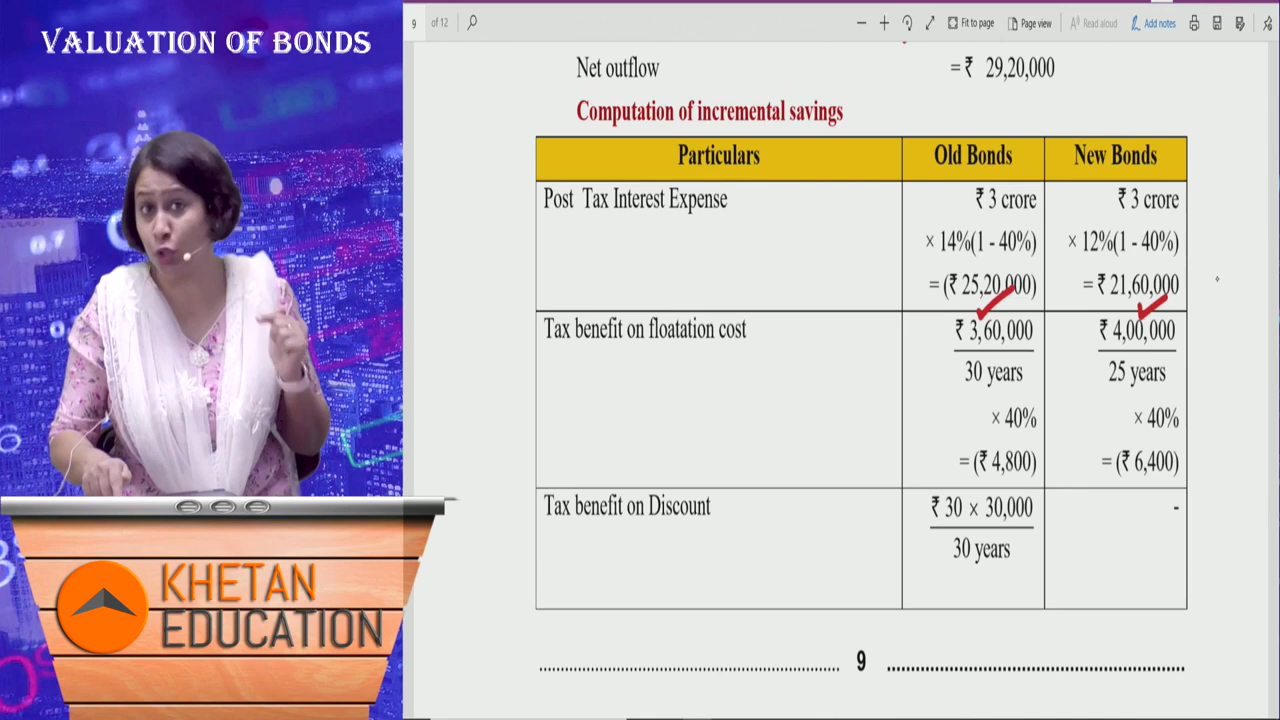 VALUATION OF BONDS
9 of 12
Fit to page
Page view
Read aloud
Add notes
Net outflow = ₹ 29,20,000
Computation of incremental savings
Particulars Old Bonds New Bonds
Post Tax Interest Expense ₹ 3 crore ₹ 3 crore
× 14%(1 - 40%) × 12%(1 - 40%)
= (₹ 25,20,000) = ₹ 21,60,000
Tax benefit on floatation cost ₹ 3,60,000 ₹ 4,00,000
30 years 25 years
× 40% × 40%
= (₹ 4,800) = (₹ 6,400)
Tax benefit on Discount ₹ 30 × 30,000 -
30 years
KHETAN
EDUCATION
9